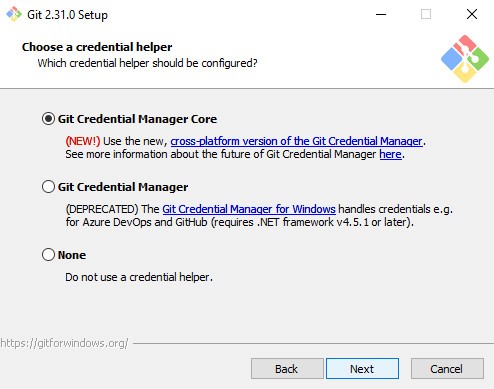 Git 2.31.0 Setup
Choose a credential helper
Which credential helper should be configured?
Git Credential Manager Core
(NEW!) Use the new, cross-platform version of the Git Credential Manager.
See more information about the future of Git Credential Manager here.
Git Credential Manager
(DEPRECATED) The Git Credential Manager for Windows handles credentials e.g.
for Azure DevOps and GitHub (requires .NET framework v4.5.1 or later).
None
Do not use a credential helper.
https://gitforwindows.org/
Back
Next
Cancel